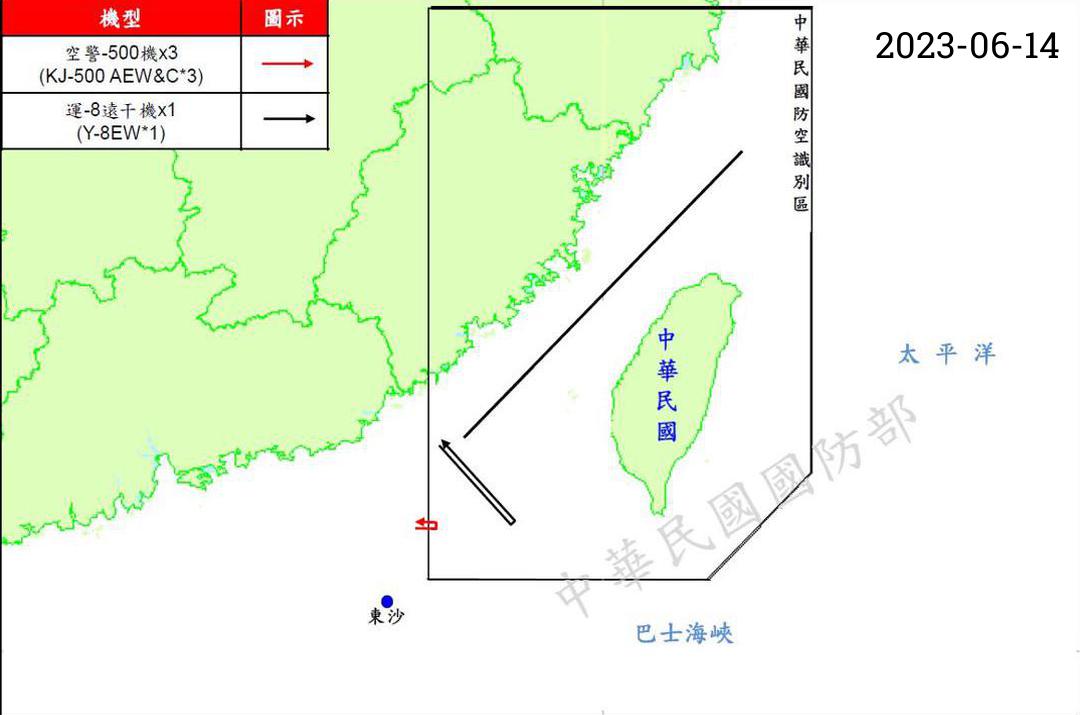 機型
圖示
空警-500機x3
(KJ-500 AEW&C*3)
運-8遠干機x1
(Y-8EW*1)
2023-06-14
中華民國防空識別區
中華民國
太平洋
中華民國國防部
東沙
巴士海峽